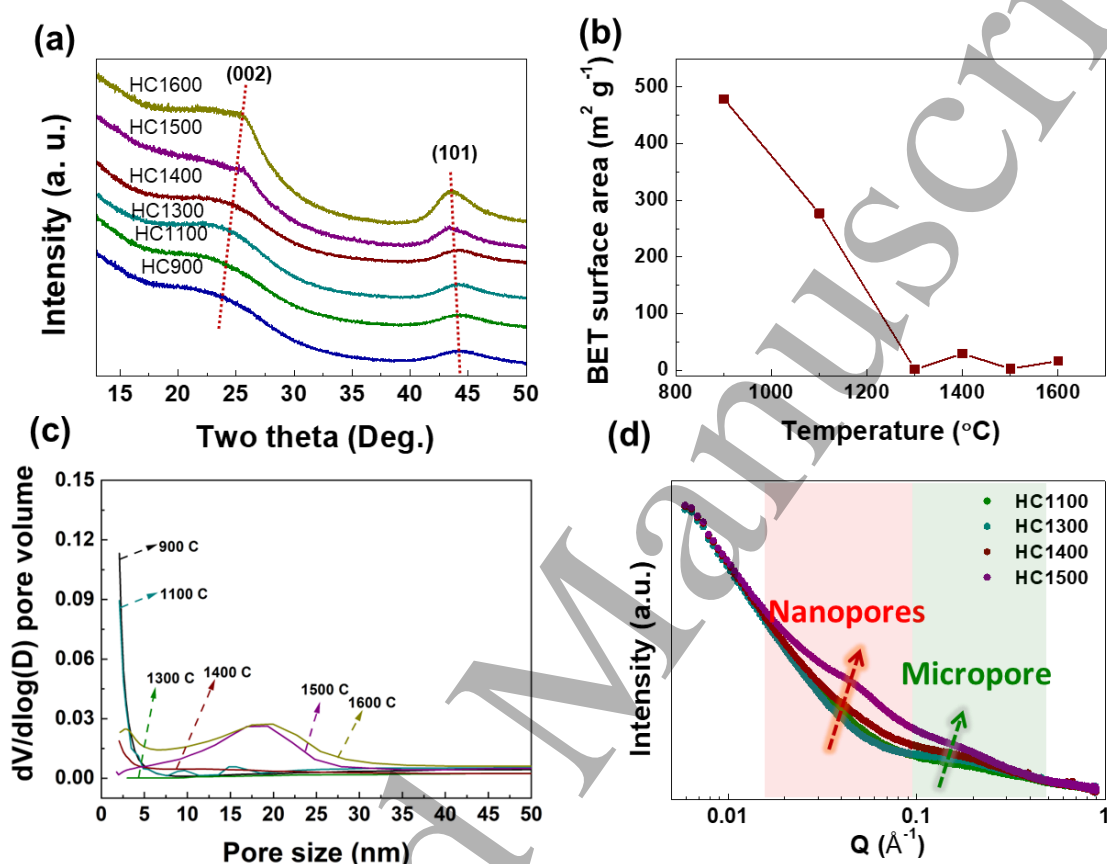 (a)
(002)
(101)
HC1600
HC1500
HC1400
HC1300
HC1100
HC900
Intensity (a. u.)
15 20 25 30 35 40 45 50
Two theta (Deg.)
(b)
BET surface area (m² g⁻¹)
500
400
300
200
100
0
800 1000 1200 1400 1600
Temperature (°C)
(c)
dV/dlog(D) pore volume
0.15
0.12
0.09
0.06
0.03
0.00
900 C
1100 C
1300 C
1400 C
1500 C
1600 C
0 5 10 15 20 25 30 35 40 45 50
Pore size (nm)
(d)
Intensity (a.u.)
HC1100
HC1300
HC1400
HC1500
Nanopores
Micropore
0.01 0.1 1
Q (Å⁻¹)
Manuscri